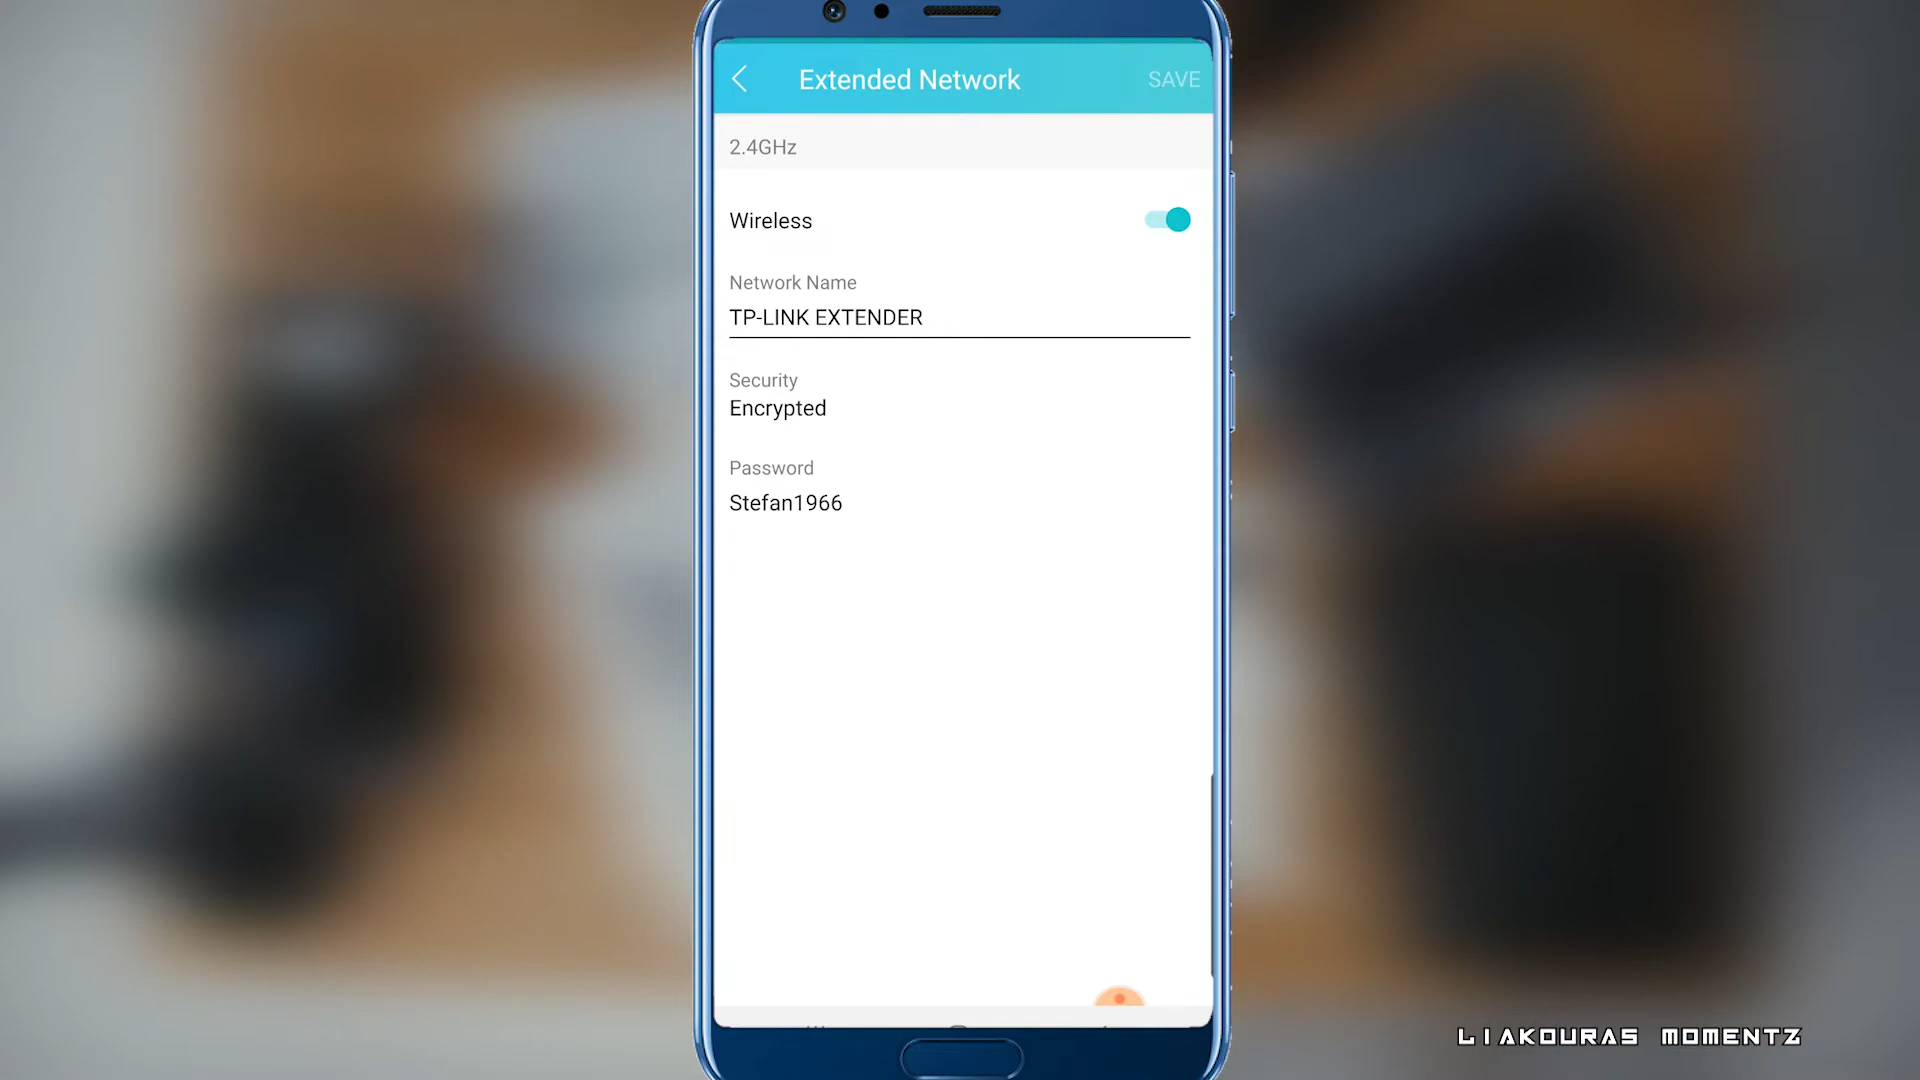 Extended Network
SAVE
2.4GHz
Wireless
Network Name
TP-LINK EXTENDER
Security
Encrypted
Password
Stefan1966
LIAKOURAS MOMENTZ